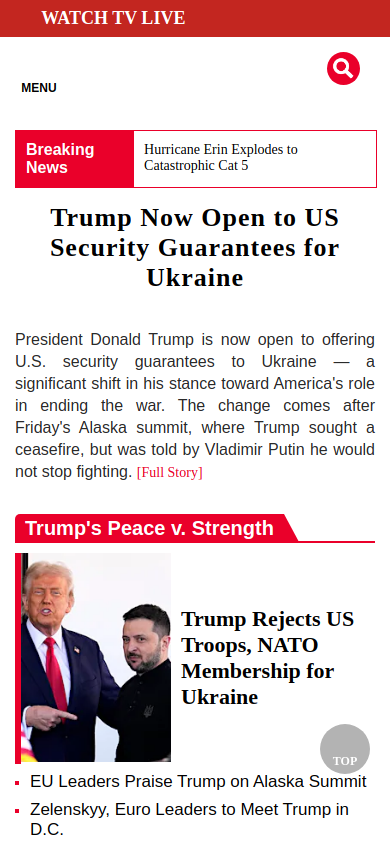 WATCH TV LIVE
MENU
Breaking
News
Hurricane Erin Explodes to
Catastrophic Cat 5
Trump Now Open to US
Security Guarantees for
Ukraine
President Donald Trump is now open to offering
U.S. security guarantees to Ukraine — a
significant shift in his stance toward America's role
in ending the war. The change comes after
Friday's Alaska summit, where Trump sought a
ceasefire, but was told by Vladimir Putin he would
not stop fighting. [Full Story]
Trump's Peace v. Strength
Trump Rejects US
Troops, NATO
Membership for
Ukraine
TOP
EU Leaders Praise Trump on Alaska Summit
Zelenskyy, Euro Leaders to Meet Trump in
D.C.